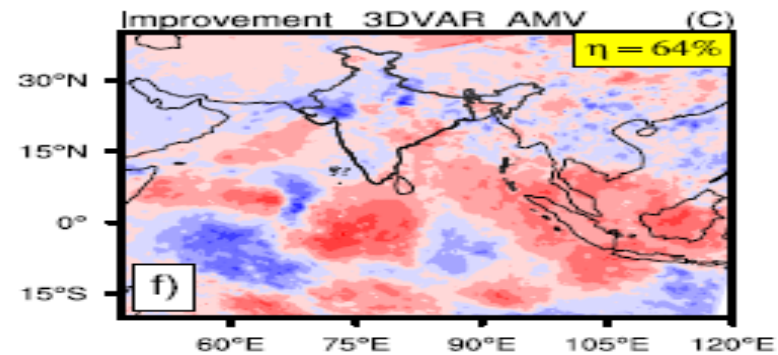 Improvement 3DVAR AMV (C)
η = 64%
30°N
15°N
0°
15°S
f)
60°E 75°E 90°E 105°E 120°E